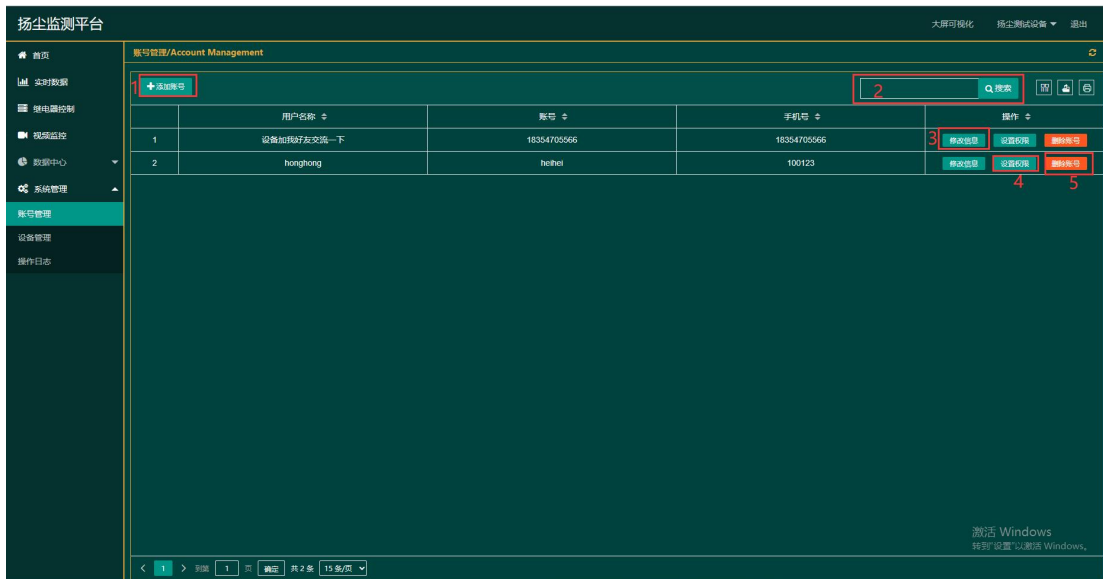 扬尘监测平台
大屏可视化 扬尘测试设备 退出
首页
账号管理/Account Management
实时数据
1 添加账号
2 搜索
继电器控制
用户名称 账号 手机号 操作
视频监控
1 设备加我好友交流一下 18354705566 18354705566 3 修改信息 设置权限 删除账号
数据中心
2 honghong heihei 100123 修改信息 设置权限 删除账号
4 5
系统管理
账号管理
设备管理
操作日志
激活 Windows
转到"设置"以激活 Windows。
1 到第 1 页 确定 共 2 条 15 条/页